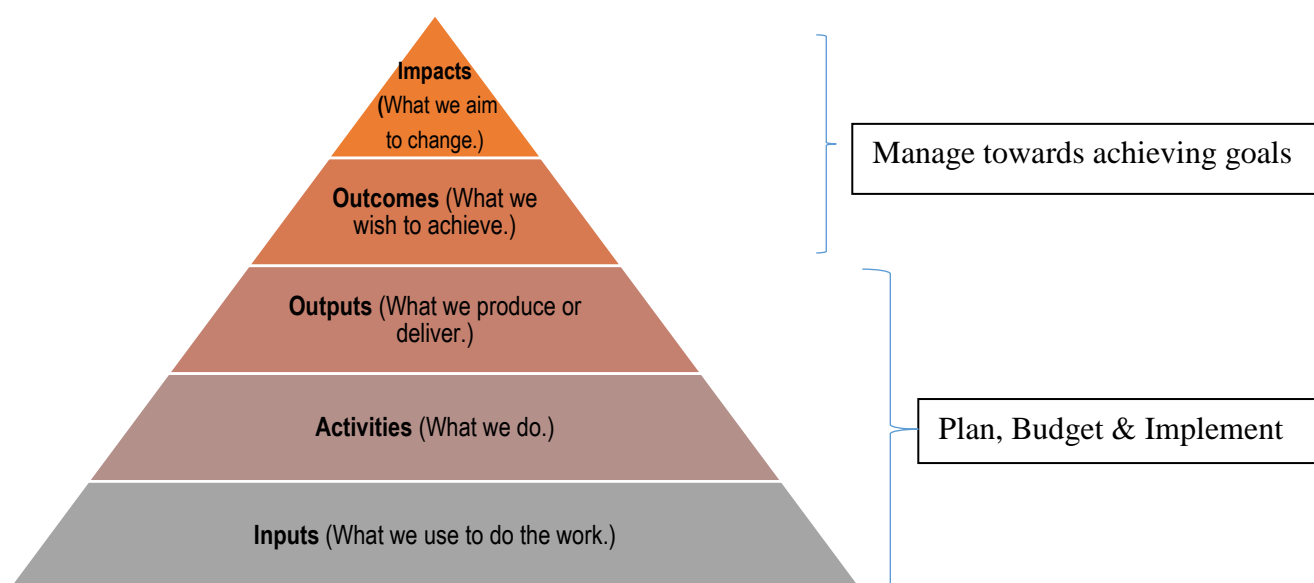 Impacts
(What we aim
to change.)
Manage towards achieving goals
Outcomes (What we
wish to achieve.)
Outputs (What we produce or
deliver.)
Activities (What we do.)
Plan, Budget & Implement
Inputs (What we use to do the work.)